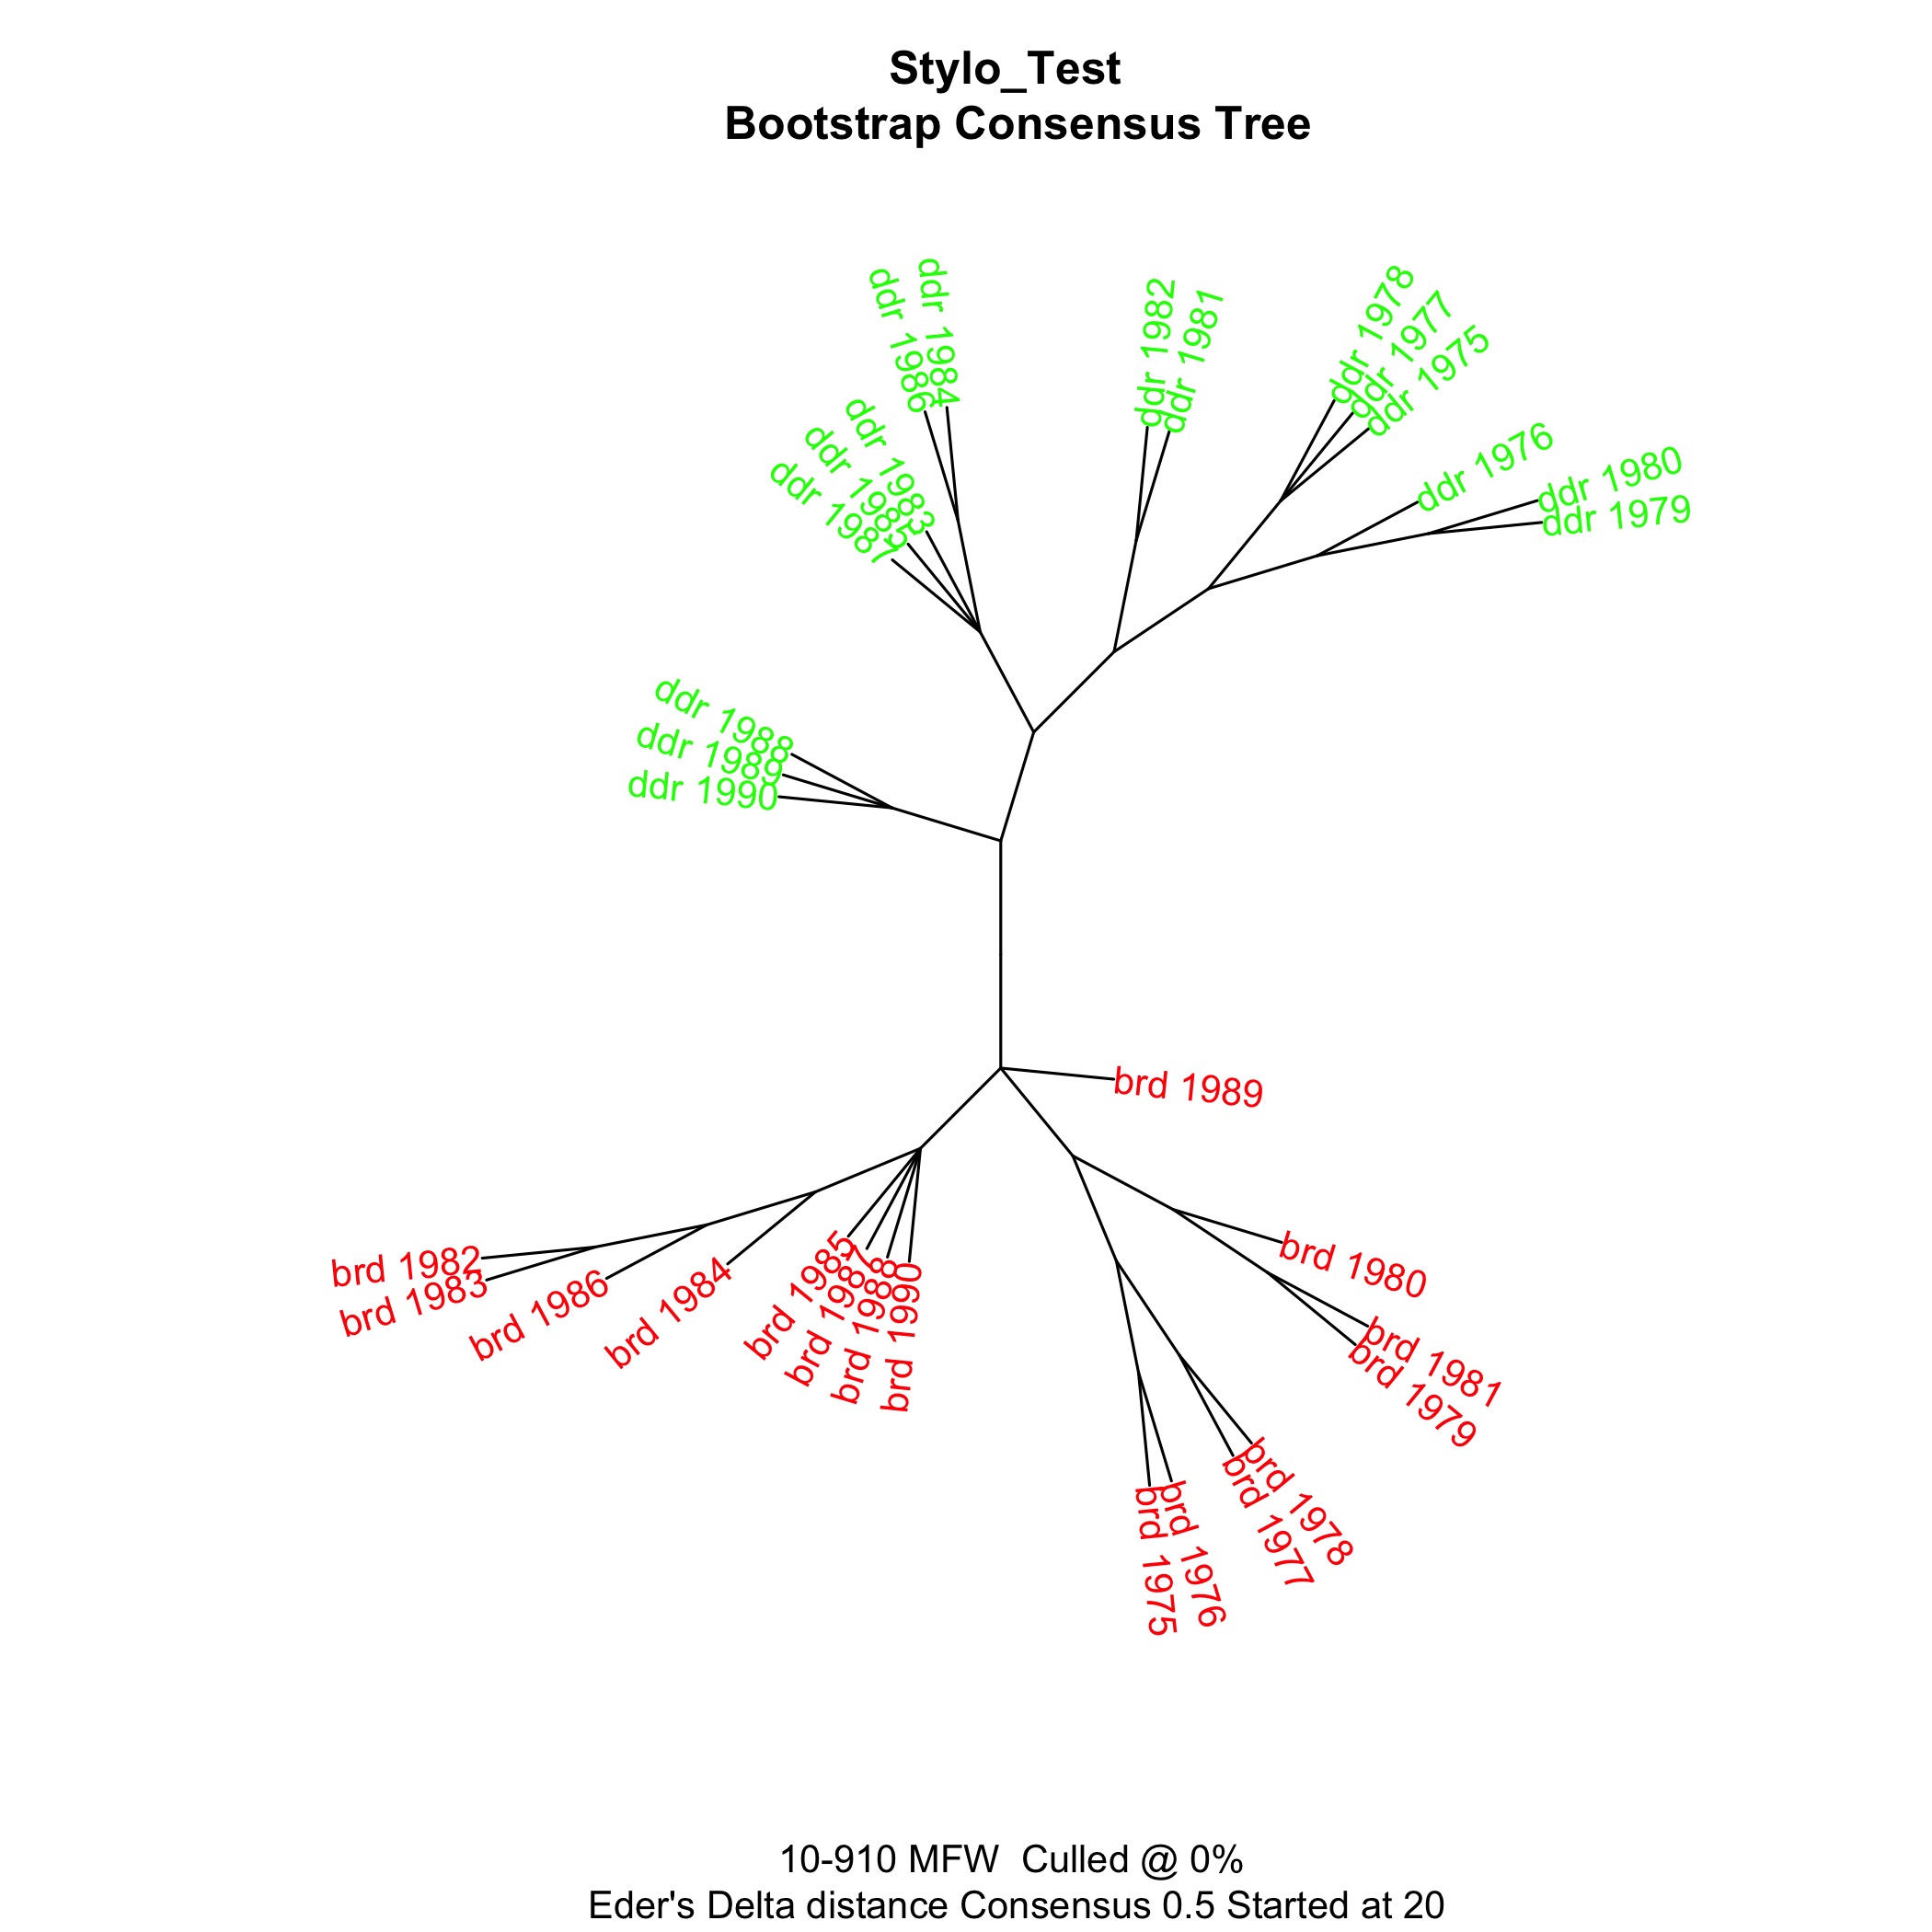 Stylo_Test
Bootstrap Consensus Tree
ddr 1984
ddr 1986
ddr 1983
ddr 1985
ddr 1987
ddr 1982
ddr 1981
ddr 1978
ddr 1977
ddr 1975
ddr 1976
ddr 1980
ddr 1979
ddr 1988
ddr 1989
ddr 1990
brd 1989
brd 1982
brd 1983
brd 1986
brd 1984
brd 1985
brd 1987
brd 1988
brd 1990
brd 1980
brd 1981
brd 1979
brd 1978
brd 1977
brd 1976
brd 1975
10-910 MFW  Culled @ 0%
Eder's Delta distance Consensus 0.5 Started at 20